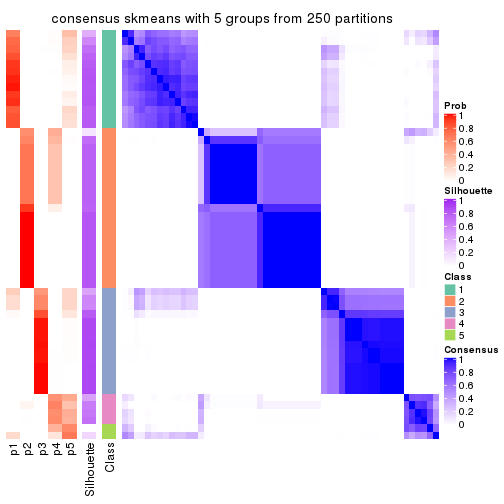 consensus skmeans with 5 groups from 250 partitions
Prob
1
0.8
0.6
0.4
0.2
0
Silhouette
1
0.8
0.6
0.4
0.2
0
Class
1
2
3
4
5
Consensus
1
0.8
0.6
0.4
0.2
0
p1
p2
p3
p4
p5
Silhouette
Class